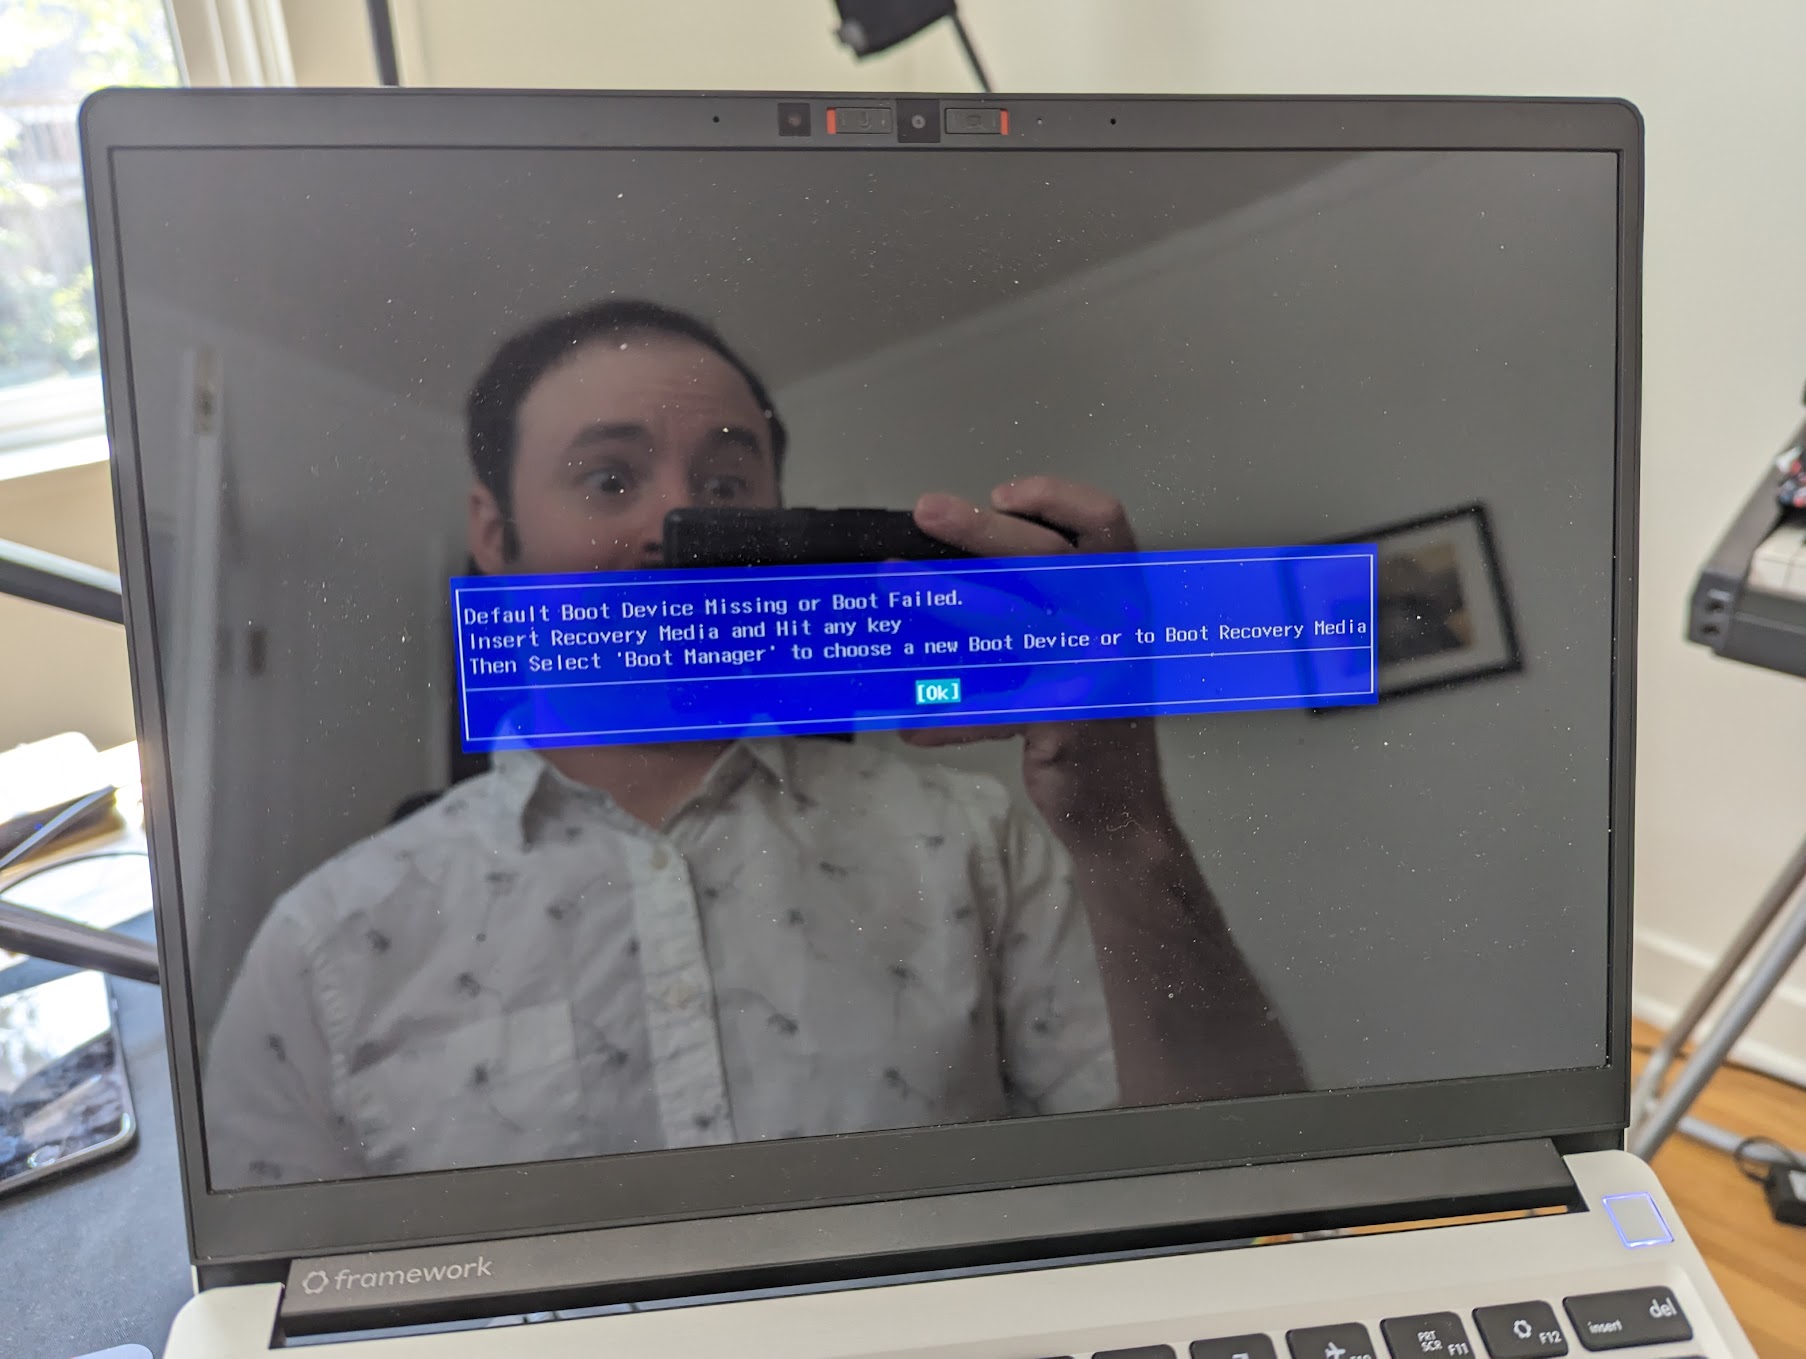 Default Boot Device Missing or Boot Failed.
Insert Recovery Media and Hit any key
Then Select 'Boot Manager' to choose a new Boot Device or to Boot Recovery Media
[Ok]
framework
PRT
SCR F11
F12
insert del